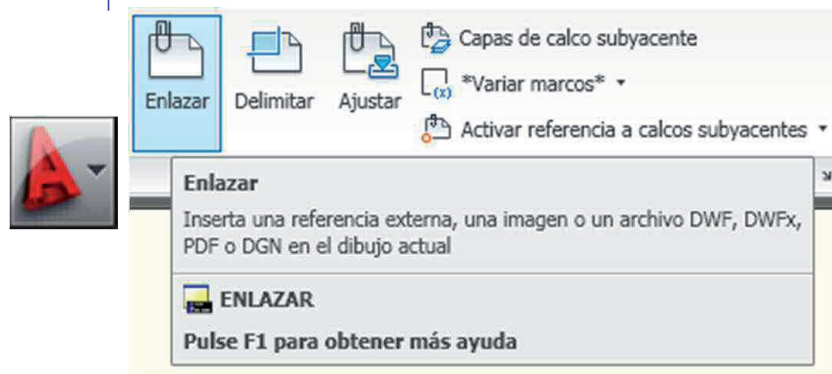 Enlazar
Delimitar
Ajustar
Capas de calco subyacente
*Variar marcos*
Activar referencia a calcos subyacentes
Enlazar
Inserta una referencia externa, una imagen o un archivo DWF, DWFx,
PDF o DGN en el dibujo actual
ENLAZAR
Pulse F1 para obtener más ayuda